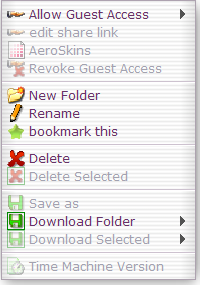 Allow Guest Access
edit share link
AeroSkins
Revoke Guest Access
New Folder
Rename
bookmark this
Delete
Delete Selected
Save as
Download Folder
Download Selected
Time Machine Version